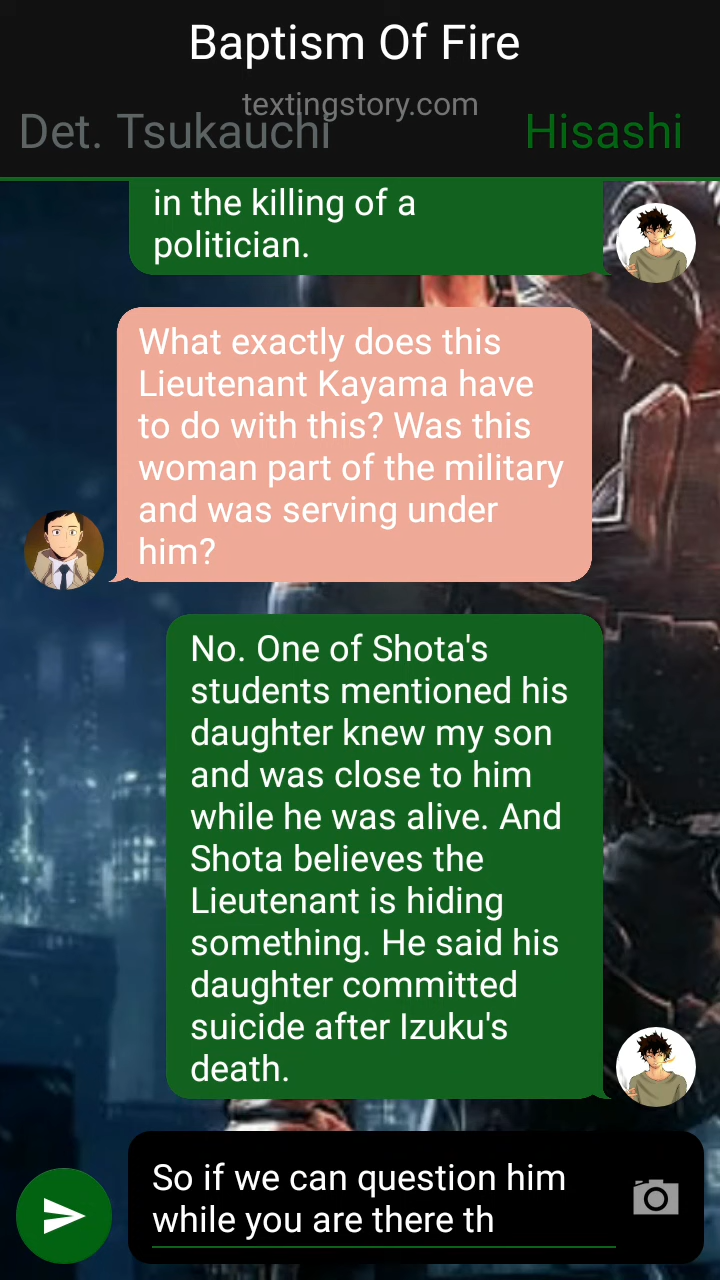 Baptism Of Fire
textingstory.com
Det. Tsukauchi
Hisashi
in the killing of a
politician.
What exactly does this
Lieutenant Kayama have
to do with this? Was this
woman part of the military
and was serving under
him?
No. One of Shota's
students mentioned his
daughter knew my son
and was close to him
while he was alive. And
Shota believes the
Lieutenant is hiding
something. He said his
daughter committed
suicide after Izuku's
death.
So if we can question him
while you are there th